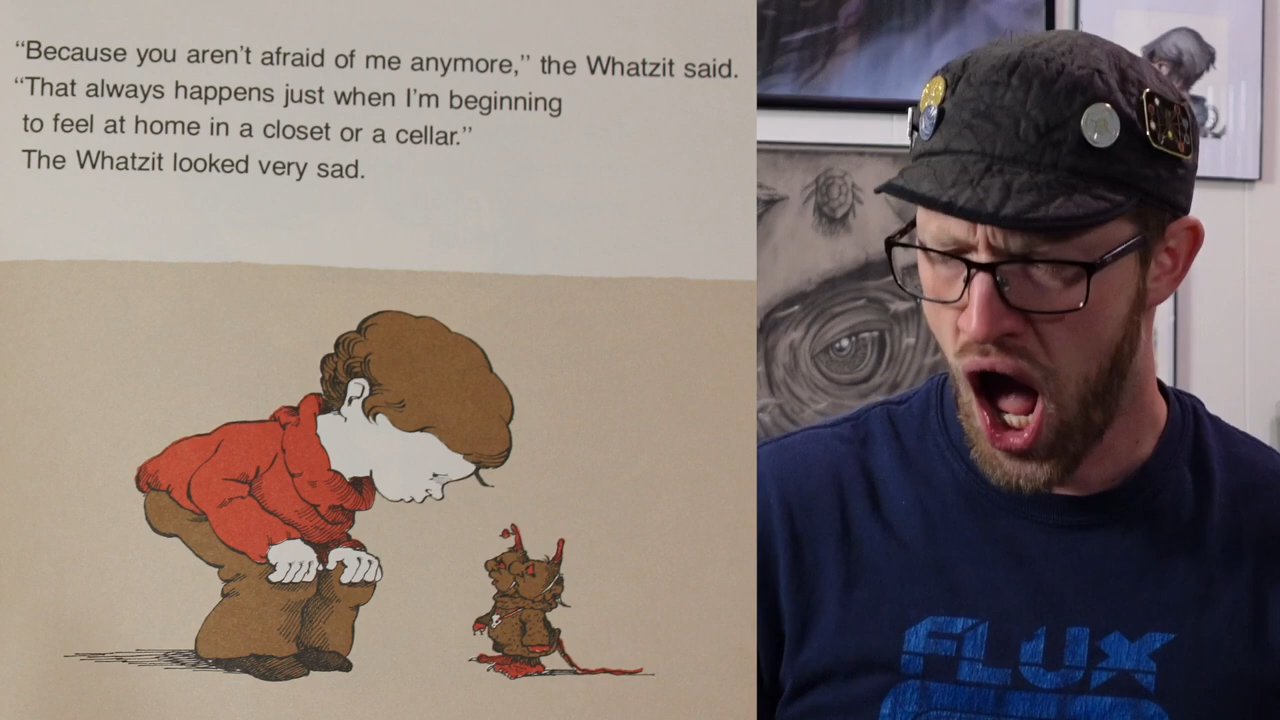 “Because you aren’t afraid of me anymore,” the Whatzit said.
“That always happens just when I’m beginning
to feel at home in a closet or a cellar.”
The Whatzit looked very sad.
FLUX